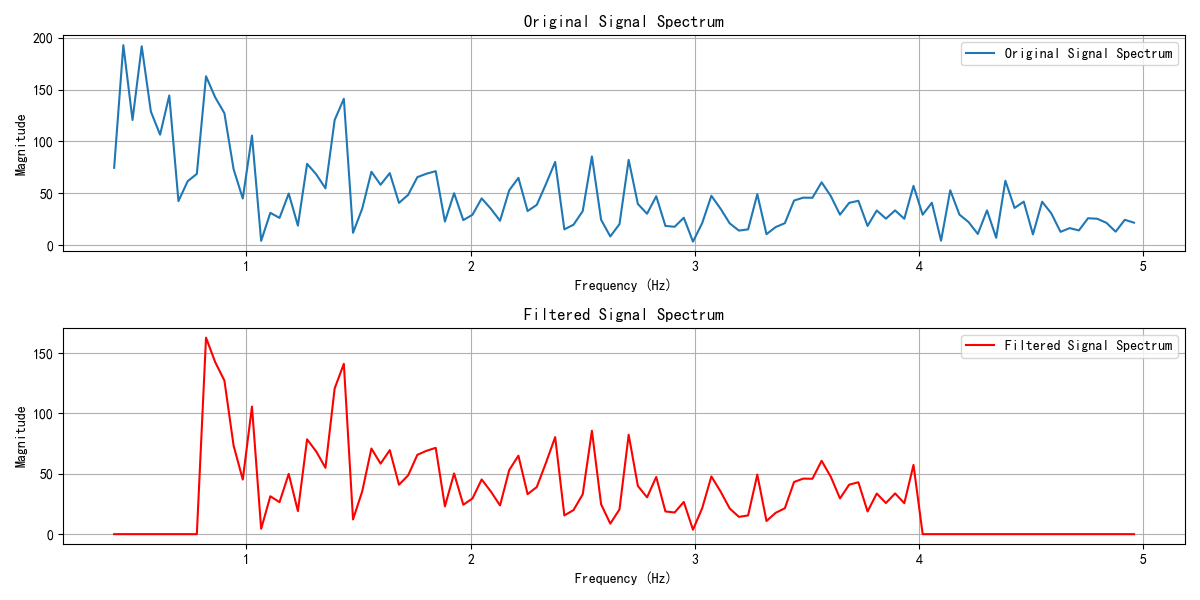 Original Signal Spectrum
Original Signal Spectrum
Magnitude
200
150
100
50
0
1 2 3 4 5
Frequency (Hz)
Filtered Signal Spectrum
Filtered Signal Spectrum
Magnitude
150
100
50
0
1 2 3 4 5
Frequency (Hz)